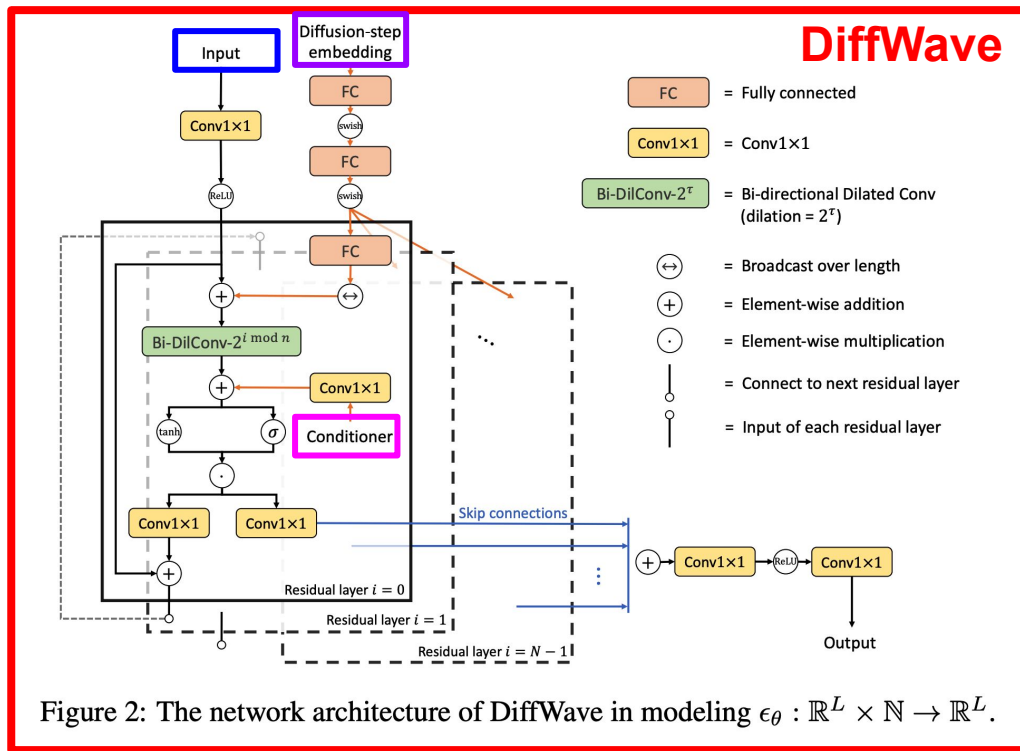 DiffWave
Input
Diffusion-step
embedding
FC
Conv1×1
swish
FC
ReLU
swish
FC
+
↔
Bi-DilConv-2^{i mod n}
+
Conv1×1
tanh
σ
Conditioner
·
Conv1×1
Conv1×1
+
Residual layer i = 0
Residual layer i = 1
Residual layer i = N − 1
FC = Fully connected
Conv1×1 = Conv1×1
Bi-DilConv-2^τ = Bi-directional Dilated Conv
(dilation = 2^τ)
↔ = Broadcast over length
+ = Element-wise addition
· = Element-wise multiplication
= Connect to next residual layer
= Input of each residual layer
Skip connections
+ Conv1×1 ReLU Conv1×1
Output
Figure 2: The network architecture of DiffWave in modeling ϵ_θ : ℝ^L × ℕ → ℝ^L.